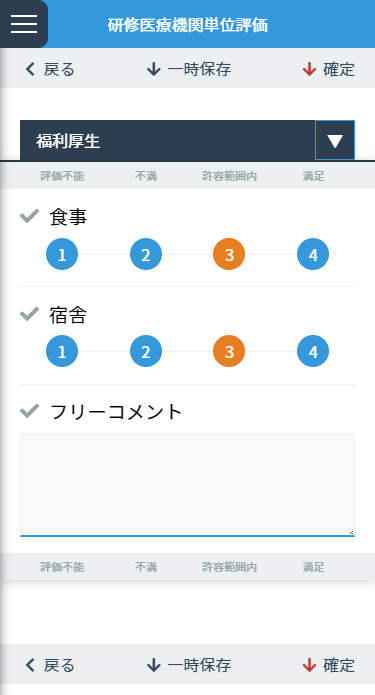 研修医療機関単位評価
戻る 一時保存 確定
福利厚生
評価不能 不満 許容範囲内 満足
食事
1 2 3 4
宿舎
1 2 3 4
フリーコメント
評価不能 不満 許容範囲内 満足
戻る 一時保存 確定